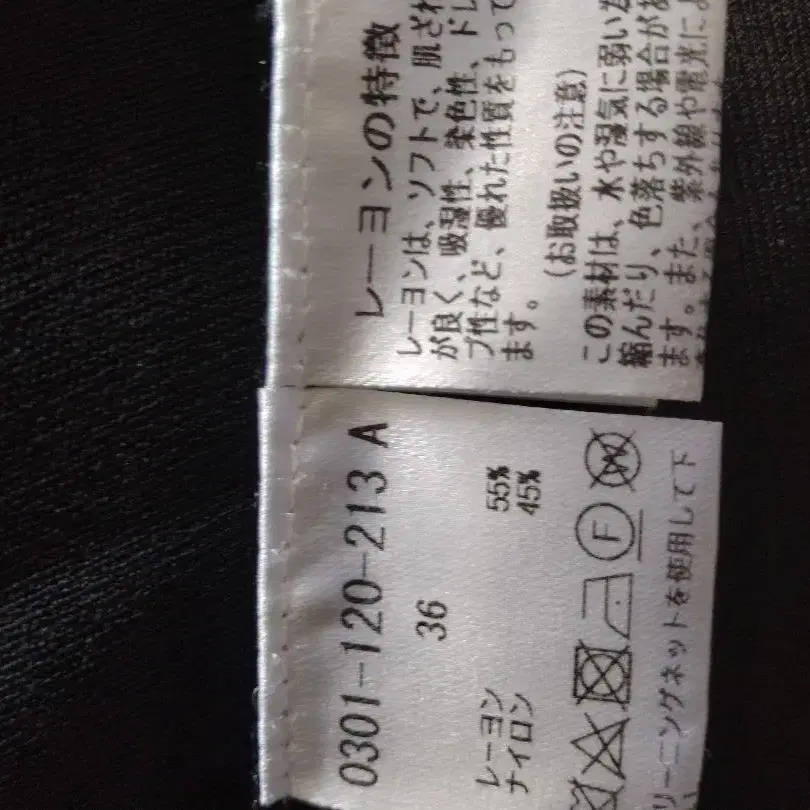 レーヨンの特徴
レーヨンは、ソフトで、肌ざわ
が良く、吸湿性、染色性、ドレ
プ性など、優れた性質をもって
ます。
(お取扱いの注意)
この素材は、水や湿気に弱い
縮んだり、色落ちする場合があ
ます。また、紫外線や電光によ
0301-120-213 A
36
レーヨン 55%
ナイロン 45%
F
W
リーニングネットを使用して下